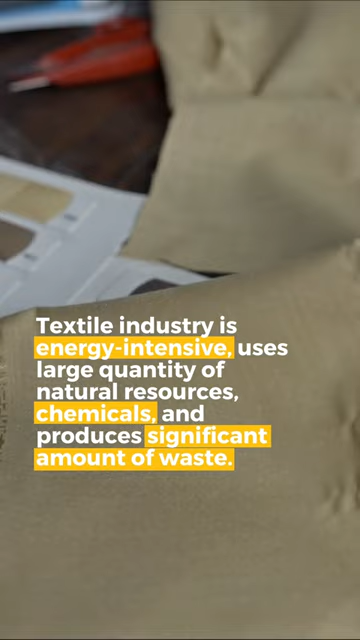 Textile industry is
energy-intensive, uses
large quantity of
natural resources,
chemicals, and
produces significant
amount of waste.